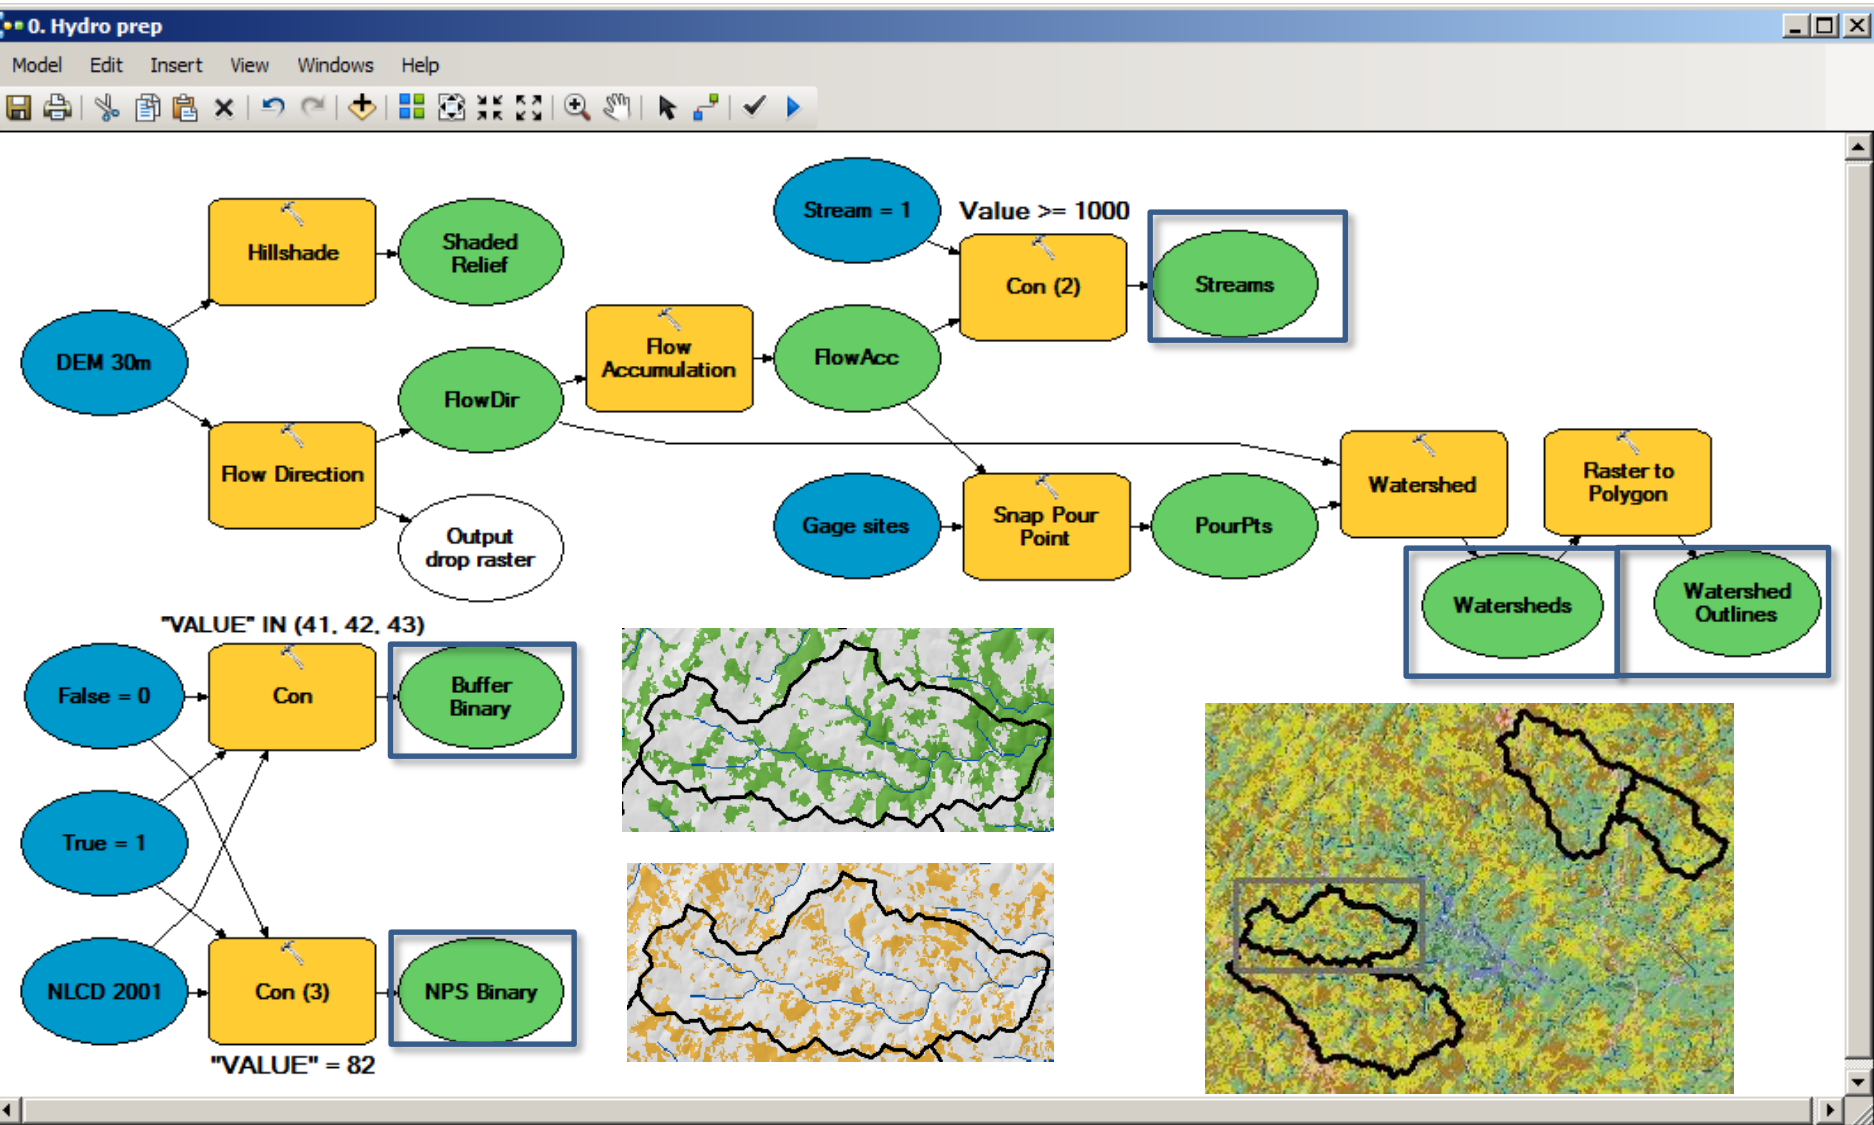 0. Hydro prep
Model Edit Insert View Windows Help
Stream = 1
Value >= 1000
Hillshade
Shaded
Relief
Con (2)
Streams
DEM 30m
Flow
Accumulation
FlowAcc
FlowDir
Flow Direction
Output
drop raster
Gage sites
Snap Pour
Point
PourPts
Watershed
Raster to
Polygon
Watersheds
Watershed
Outlines
"VALUE" IN (41, 42, 43)
False = 0
Con
Buffer
Binary
True = 1
NLCD 2001
Con (3)
NPS Binary
"VALUE" = 82